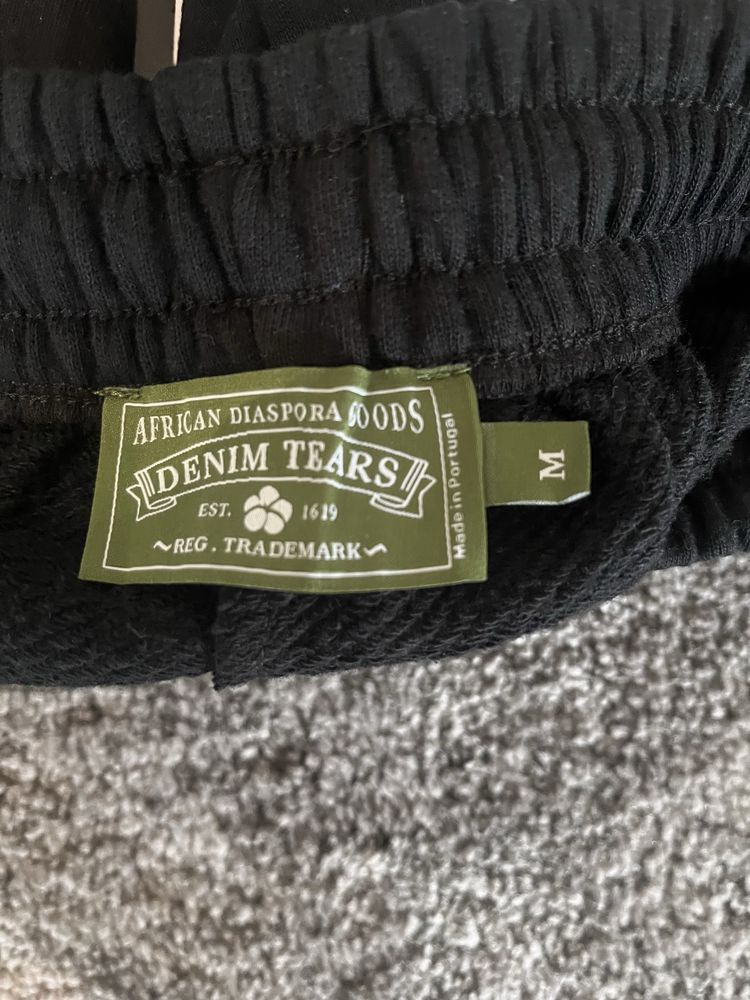 AFRICAN DIASPORA GOODS
DENIM TEARS
EST. 1619
~REG. TRADEMARK~
Made in Portugal
M